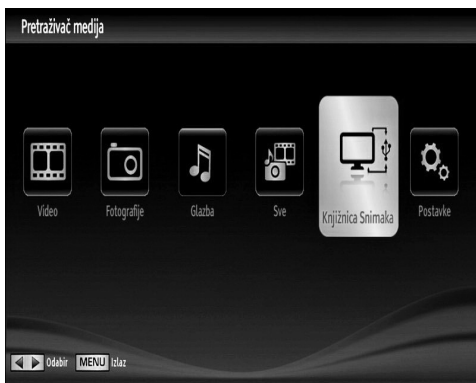 Pretraživač medija
Video
Fotografije
Glazba
Sve
Knjižnica Snimaka
Postavke
Odabir MENU Izlaz